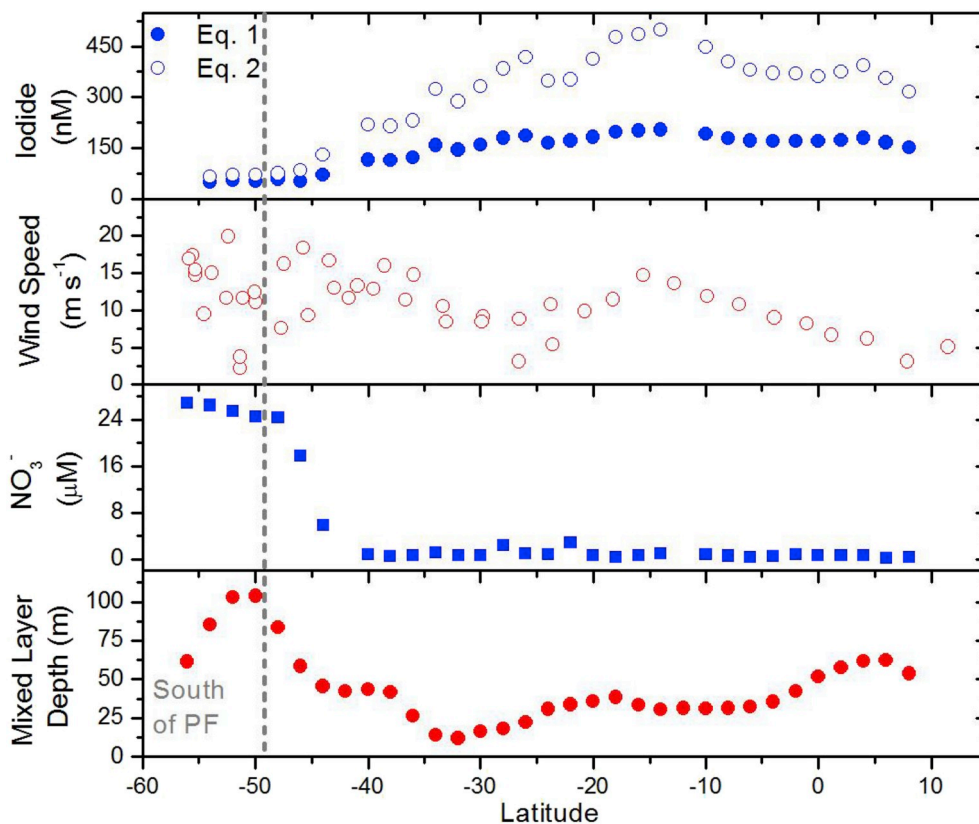 Eq. 1
Eq. 2
450
300
150
0
Iodide
(nM)
20
15
10
5
0
Wind Speed
(m s⁻¹)
24
16
8
0
NO₃⁻
(μM)
100
75
50
25
0
Mixed Layer
Depth (m)
South
of PF
-60 -50 -40 -30 -20 -10 0 10
Latitude